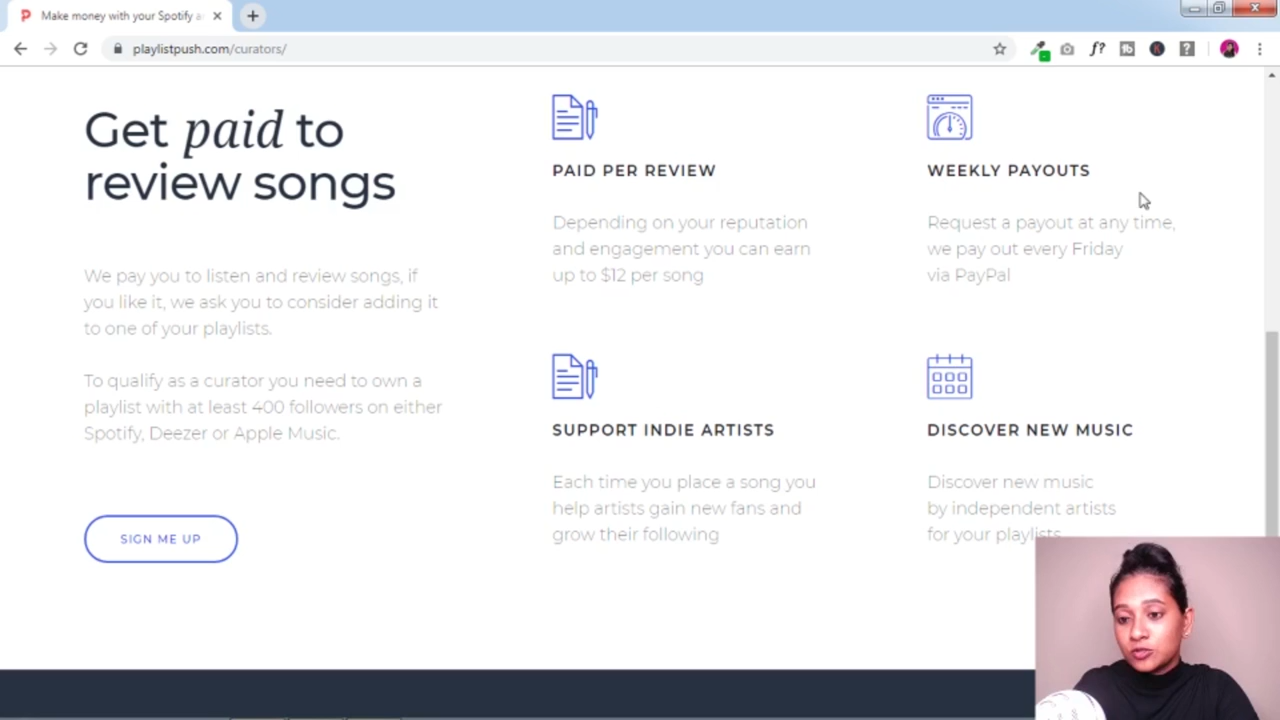 Make money with your Spotify a
playlistpush.com/curators/
f?
Get paid to
review songs
We pay you to listen and review songs, if
you like it, we ask you to consider adding it
to one of your playlists.
To qualify as a curator you need to own a
playlist with at least 400 followers on either
Spotify, Deezer or Apple Music.
SIGN ME UP
PAID PER REVIEW
Depending on your reputation
and engagement you can earn
up to $12 per song
WEEKLY PAYOUTS
Request a payout at any time,
we pay out every Friday
via PayPal
SUPPORT INDIE ARTISTS
Each time you place a song you
help artists gain new fans and
grow their following
DISCOVER NEW MUSIC
Discover new music
by independent artists
for your playlists